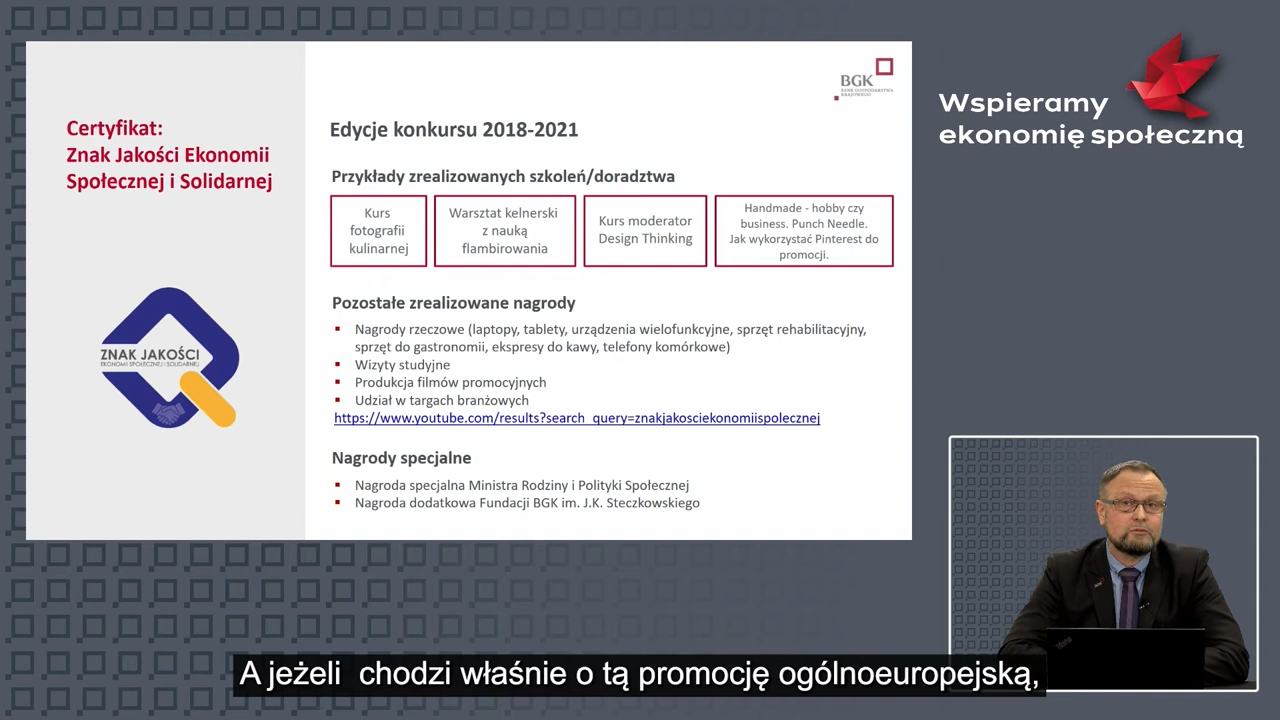 Certyfikat:
Znak Jakości Ekonomii
Społecznej i Solidarnej
ZNAK JAKOŚCI
EKONOMII SPOŁECZNEJ I SOLIDARNEJ
BGK
BANK GOSPODARSTWA
KRAJOWEGO
Edycje konkursu 2018-2021
Przykłady zrealizowanych szkoleń/doradztwa
Kurs
fotografii
kulinarnej
Warsztat kelnerski
z nauką
flambirowania
Kurs moderator
Design Thinking
Handmade - hobby czy
business. Punch Needle.
Jak wykorzystać Pinterest do
promocji.
Pozostałe zrealizowane nagrody
▪ Nagrody rzeczowe (laptopy, tablety, urządzenia wielofunkcyjne, sprzęt rehabilitacyjny,
sprzęt do gastronomii, ekspresy do kawy, telefony komórkowe)
▪ Wizyty studyjne
▪ Produkcja filmów promocyjnych
▪ Udział w targach branżowych
https://www.youtube.com/results?search_query=znakjakosciekonomiispolecznej
Nagrody specjalne
▪ Nagroda specjalna Ministra Rodziny i Polityki Społecznej
▪ Nagroda dodatkowa Fundacji BGK im. J.K. Steczkowskiego
Wspieramy
ekonomię społeczną
A jeżeli  chodzi właśnie o tą promocję ogólnoeuropejską,